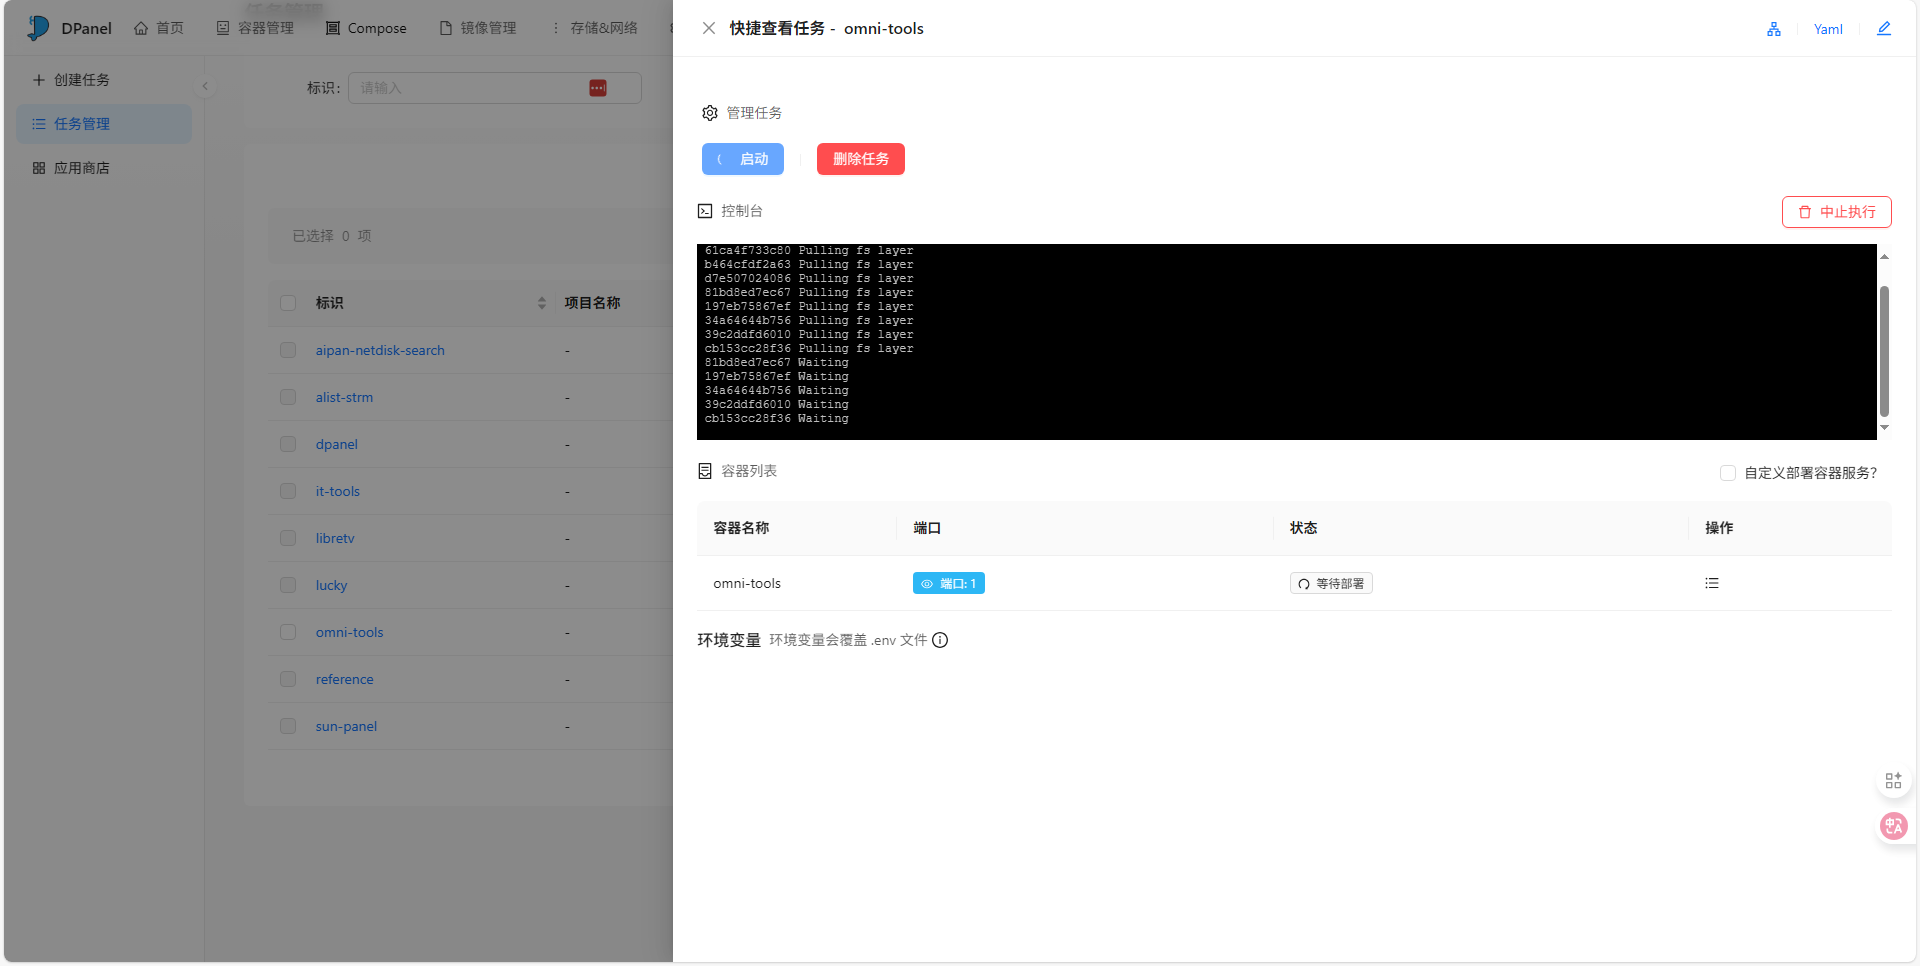 任务管理
DPanel
首页
容器管理
Compose
镜像管理
存储&网络
快捷查看任务 - omni-tools
Yaml
创建任务
任务管理
应用商店
标识:
请输入
已选择 0 项
标识
项目名称
aipan-netdisk-search
-
alist-strm
-
dpanel
-
it-tools
-
libretv
-
lucky
-
omni-tools
-
reference
-
sun-panel
-
管理任务
启动
删除任务
控制台
中止执行
61ca4f733c80 Pulling fs layer
b464cfdf2a63 Pulling fs layer
d7e507024086 Pulling fs layer
81bd8ed7ec67 Pulling fs layer
197eb75867ef Pulling fs layer
34a64644b756 Pulling fs layer
39c2ddfd6010 Pulling fs layer
cb153cc28f36 Pulling fs layer
81bd8ed7ec67 Waiting
197eb75867ef Waiting
34a64644b756 Waiting
39c2ddfd6010 Waiting
cb153cc28f36 Waiting
容器列表
自定义部署容器服务?
容器名称
端口
状态
操作
omni-tools
端口: 1
等待部署
环境变量 环境变量会覆盖 .env 文件